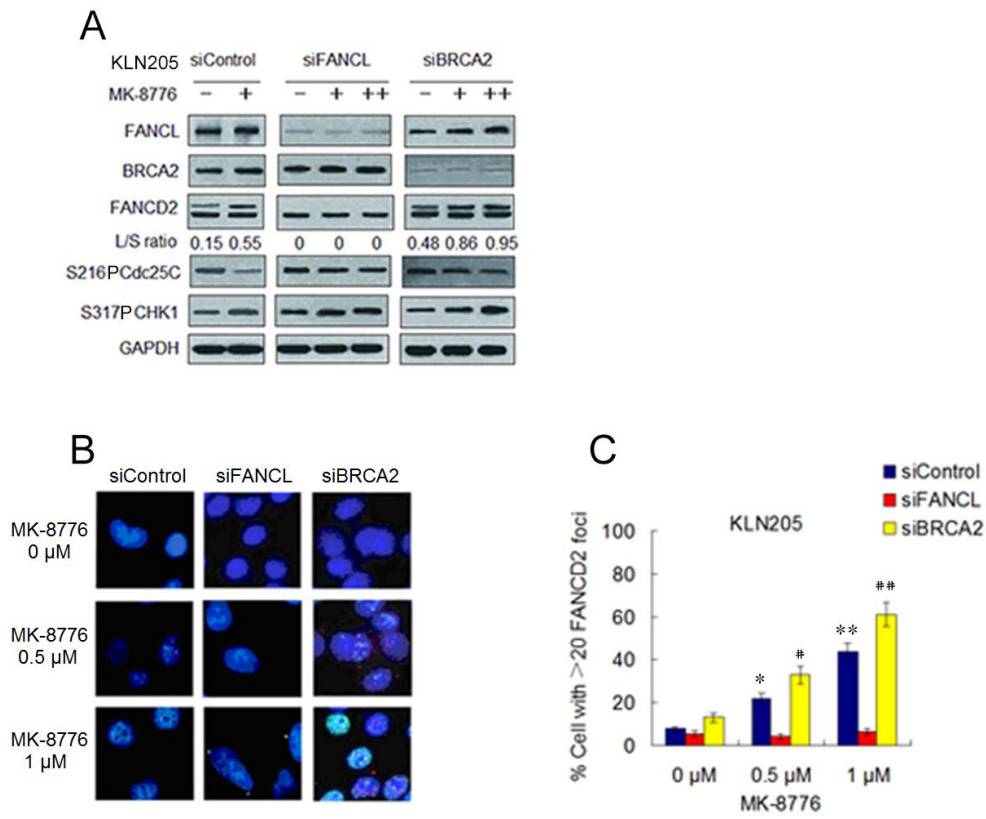 A
KLN205 siControl siFANCL siBRCA2
MK-8776 − + − + ++ − + ++
FANCL
BRCA2
FANCD2
L/S ratio 0.15 0.55 0 0 0 0.48 0.86 0.95
S216PCdc25C
S317PCHK1
GAPDH
B
siControl siFANCL siBRCA2
MK-8776
0 µM
MK-8776
0.5 µM
MK-8776
1 µM
C
siControl
siFANCL
siBRCA2
KLN205
% Cell with >20 FANCD2 foci
100
80
60
40
20
0
* # ** ##
0 µM 0.5 µM 1 µM
MK-8776